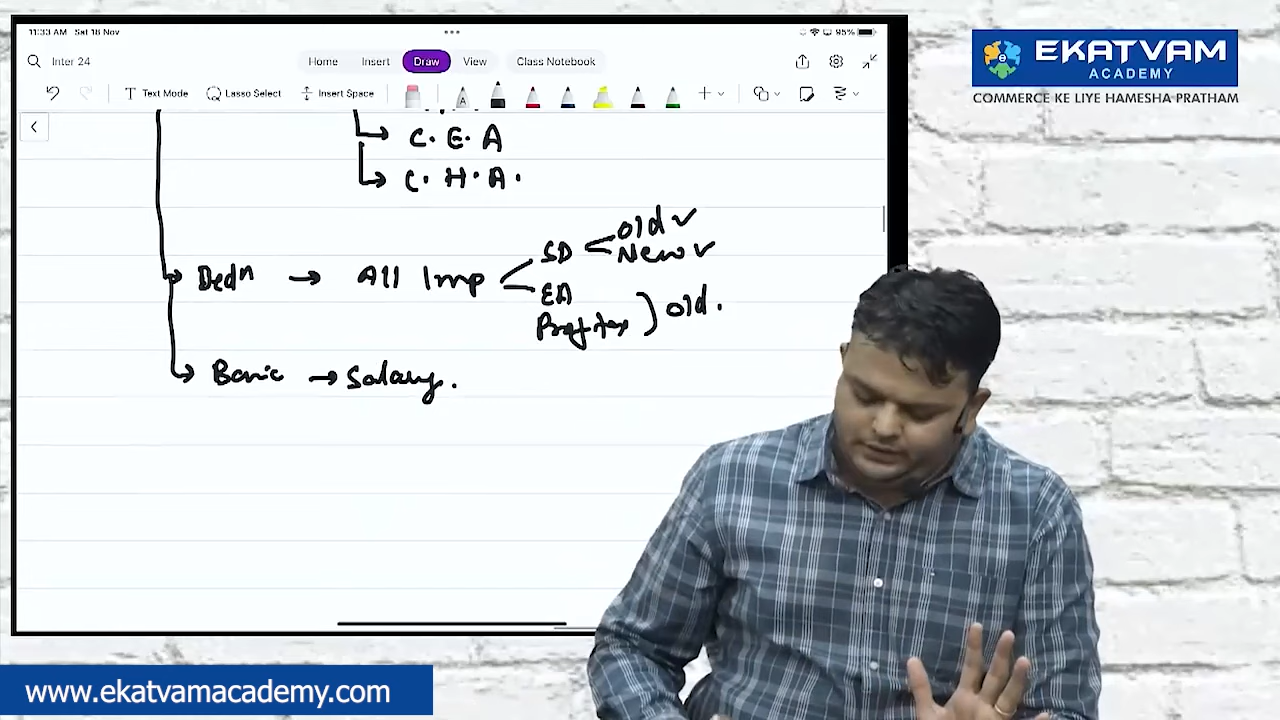 11:33 AM Sat 18 Nov
95%
Inter 24
Home Insert Draw View Class Notebook
Text Mode Lasso Select Insert Space
→ C.E.A
→ C.H.A.
Dedn → All Imp
SD
Old ✓
New ✓
EA
Prof tax
old.
Basic → Salary.
EKATVAM
ACADEMY
COMMERCE KE LIYE HAMESHA PRATHAM
www.ekatvamacademy.com